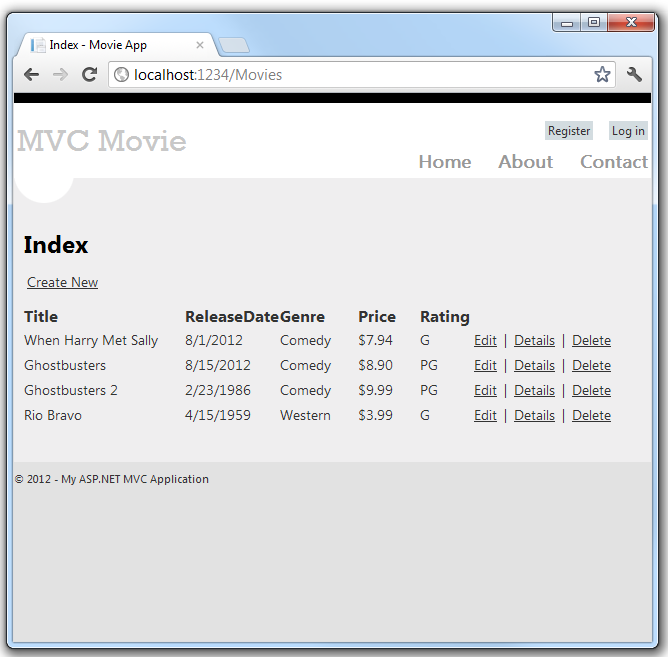 Index - Movie App
localhost:1234/Movies
Register Log in
MVC Movie
Home About Contact
Index
Create New
Title ReleaseDate Genre Price Rating
When Harry Met Sally 8/1/2012 Comedy $7.94 G Edit | Details | Delete
Ghostbusters 8/15/2012 Comedy $8.90 PG Edit | Details | Delete
Ghostbusters 2 2/23/1986 Comedy $9.99 PG Edit | Details | Delete
Rio Bravo 4/15/1959 Western $3.99 G Edit | Details | Delete
© 2012 - My ASP.NET MVC Application